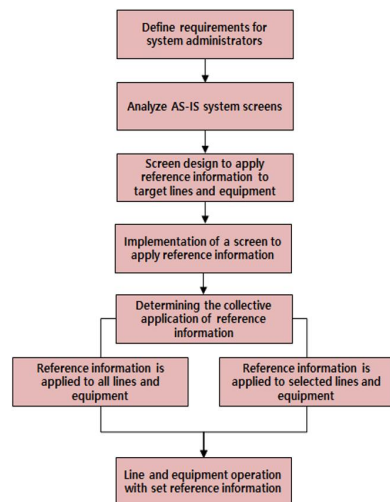 Define requirements for
system administrators
Analyze AS-IS system screens
Screen design to apply
reference information to
target lines and equipment
Implementation of a screen to
apply reference information
Determining the collective
application of reference
information
Reference information is
applied to all lines and
equipment
Reference information is
applied to selected lines and
equipment
Line and equipment operation
with set reference information